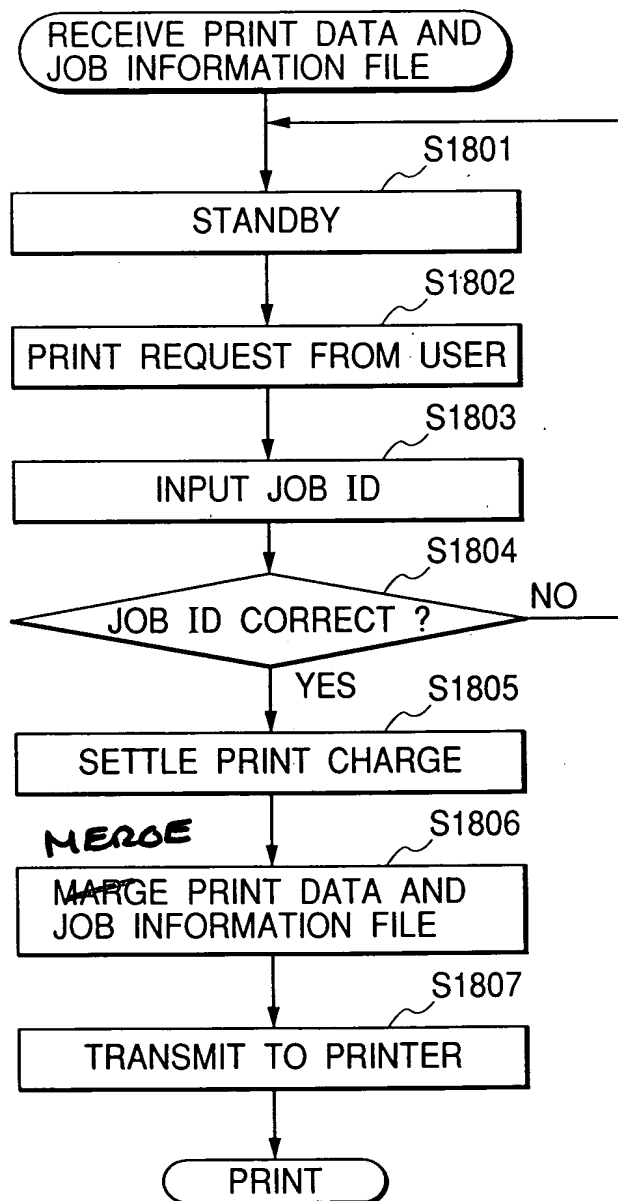 RECEIVE PRINT DATA AND
JOB INFORMATION FILE
S1801
STANDBY
S1802
PRINT REQUEST FROM USER
S1803
INPUT JOB ID
S1804
JOB ID CORRECT ?
NO
YES
S1805
SETTLE PRINT CHARGE
S1806
MERGE
MARGE PRINT DATA AND
JOB INFORMATION FILE
S1807
TRANSMIT TO PRINTER
PRINT